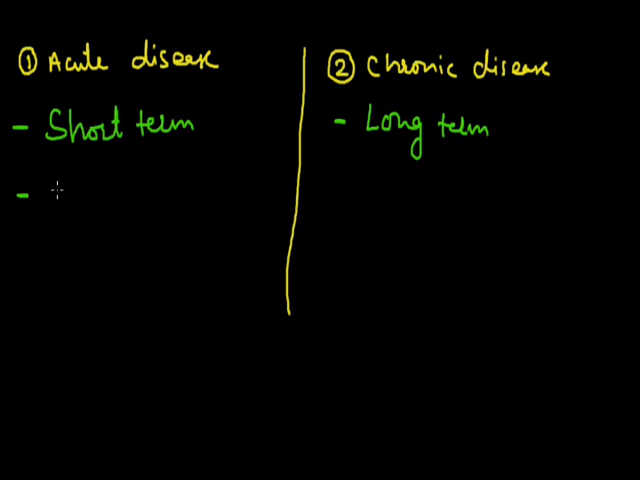 ① Acute disease
- Short term
-
② Chronic disease
- Long term